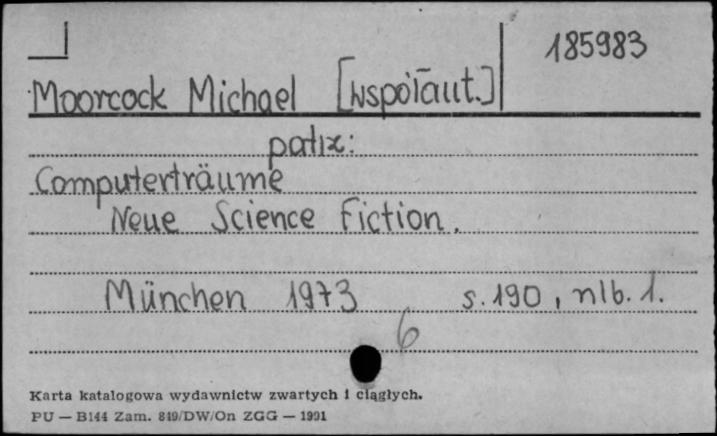 185983
Moorcock Michael [współaut.]
patrz:
Computerträume
Neue Science Fiction.
München 1973 s. 190, nlb. 1.
6
Karta katalogowa wydawnictw zwartych i ciągłych.
PU — B144 Zam. 819/DW/On ZGG — 1991